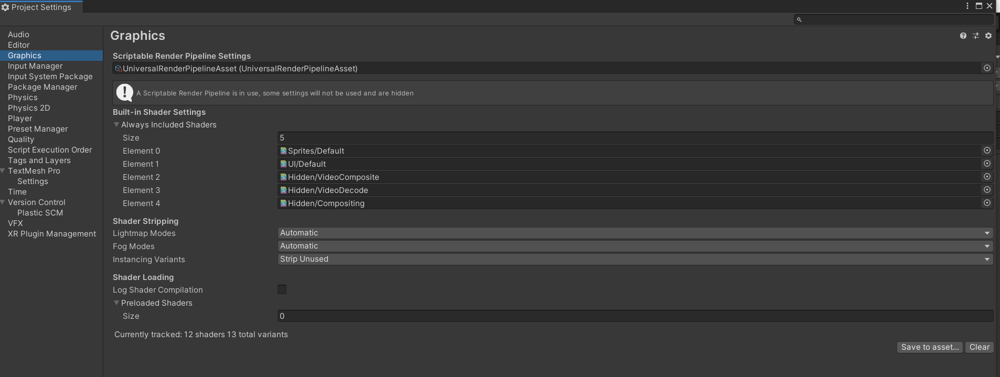 Project Settings
Audio
Editor
Graphics
Input Manager
Input System Package
Package Manager
Physics
Physics 2D
Player
Preset Manager
Quality
Script Execution Order
Tags and Layers
TextMesh Pro
Settings
Time
Version Control
Plastic SCM
VFX
XR Plugin Management
Graphics
Scriptable Render Pipeline Settings
UniversalRenderPipelineAsset (UniversalRenderPipelineAsset)
A Scriptable Render Pipeline is in use, some settings will not be used and are hidden
Built-in Shader Settings
Always Included Shaders
Size 5
Element 0 Sprites/Default
Element 1 UI/Default
Element 2 Hidden/VideoComposite
Element 3 Hidden/VideoDecode
Element 4 Hidden/Compositing
Shader Stripping
Lightmap Modes Automatic
Fog Modes Automatic
Instancing Variants Strip Unused
Shader Loading
Log Shader Compilation
Preloaded Shaders
Size 0
Currently tracked: 12 shaders 13 total variants
Save to asset... Clear